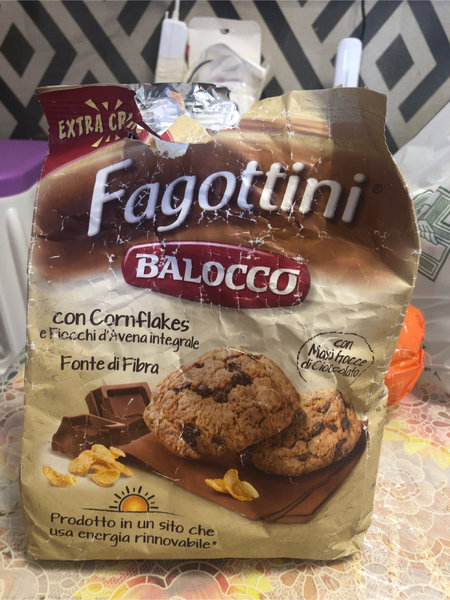 EXTRA CR
Fagottini®
BALOCCO
con Cornflakes
e Fiocchi d'Avena integrale
Fonte di Fibra
con
Maxi Gocce
di Cioccolato
Prodotto in un sito che
usa energia rinnovabile*